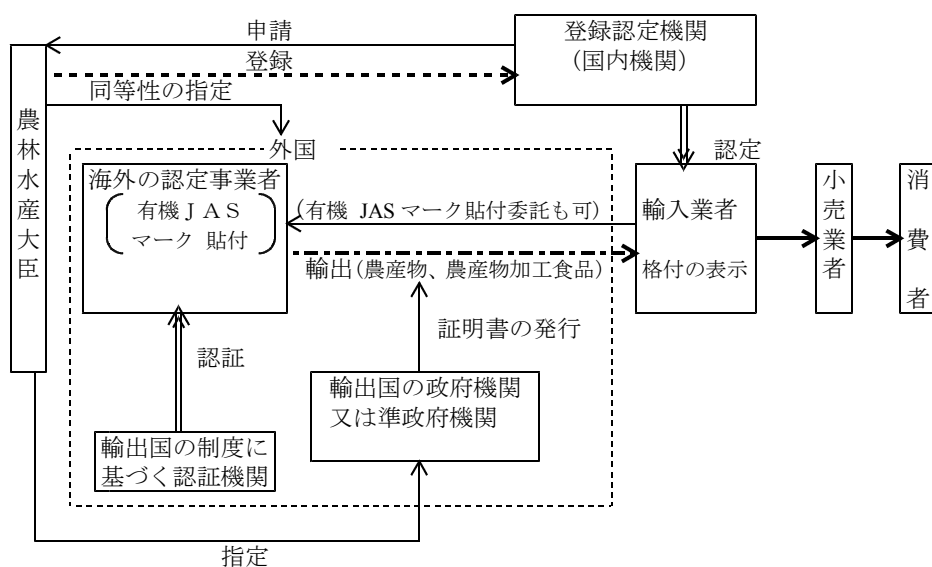 申請
登録認定機関
(国内機関)
登録
同等性の指定
農林水産大臣
外国
認定
海外の認定事業者
有機ＪＡＳ
マーク 貼付
(有機 JAS マーク貼付委託も可)
輸入業者
格付の表示
小売業者
消費者
輸出(農産物、農産物加工食品)
証明書の発行
認証
輸出国の政府機関
又は準政府機関
輸出国の制度に
基づく認証機関
指定